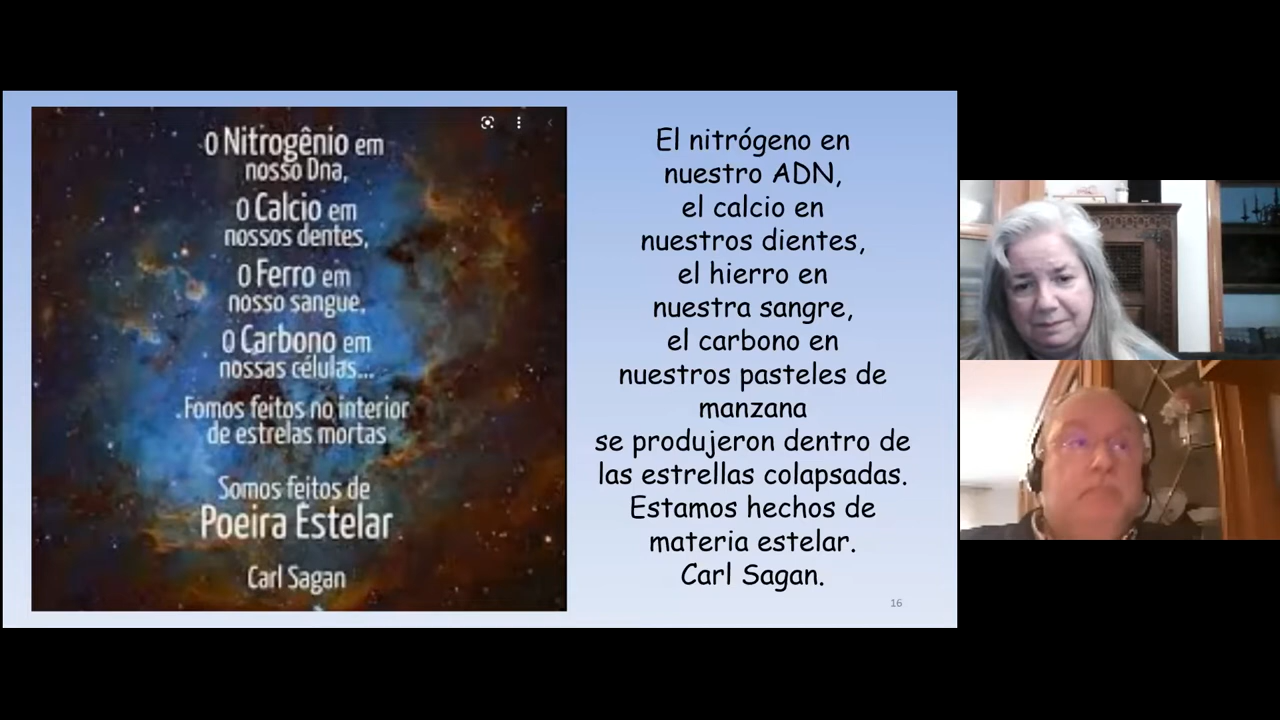 O Nitrogênio em
nosso Dna,
O Calcio em
nossos dentes,
O Ferro em
nosso sangue,
O Carbono em
nossas células...
.Fomos feitos no interior
de estrelas mortas
Somos feitos de
Poeira Estelar
Carl Sagan
El nitrógeno en
nuestro ADN,
el calcio en
nuestros dientes,
el hierro en
nuestra sangre,
el carbono en
nuestros pasteles de
manzana
se produjeron dentro de
las estrellas colapsadas.
Estamos hechos de
materia estelar.
Carl Sagan.
16